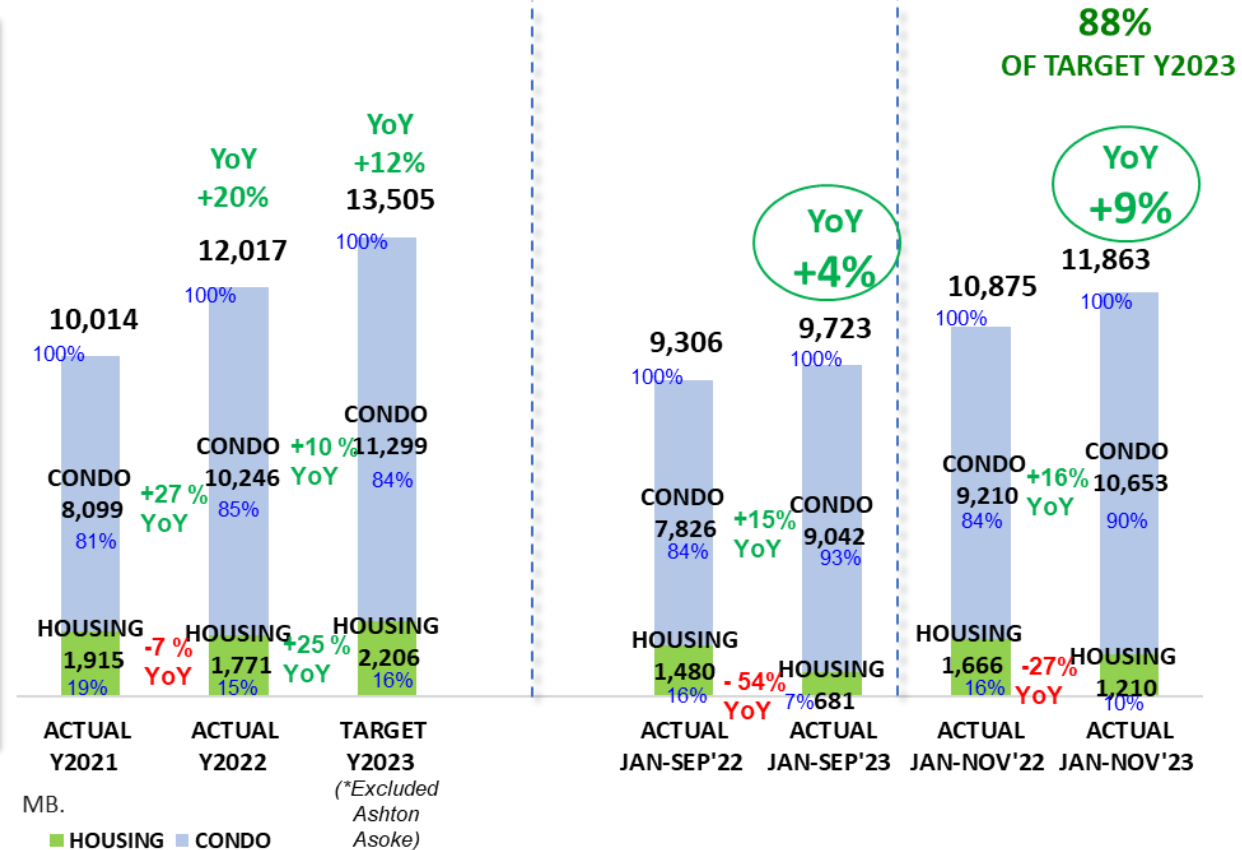 88%
OF TARGET Y2023
YoY
+20%
12,017
100%
YoY
+12%
13,505
100%
10,014
100%
CONDO
8,099
81%
+27 %
YoY
CONDO
10,246
85%
+10 %
YoY
CONDO
11,299
84%
HOUSING
1,915
19%
-7 %
YoY
HOUSING
1,771
15%
+25 %
YoY
HOUSING
2,206
16%
ACTUAL
Y2021
ACTUAL
Y2022
TARGET
Y2023
(*Excluded
Ashton
Asoke)
YoY
+4%
9,306
100%
9,723
100%
CONDO
7,826
84%
+15%
YoY
CONDO
9,042
93%
HOUSING
1,480
16%
- 54%
YoY
HOUSING
681
7%
ACTUAL
JAN-SEP'22
ACTUAL
JAN-SEP'23
YoY
+9%
10,875
100%
11,863
100%
CONDO
9,210
84%
+16%
YoY
CONDO
10,653
90%
HOUSING
1,666
16%
-27%
YoY
HOUSING
1,210
10%
ACTUAL
JAN-NOV'22
ACTUAL
JAN-NOV'23
MB.
HOUSING
CONDO